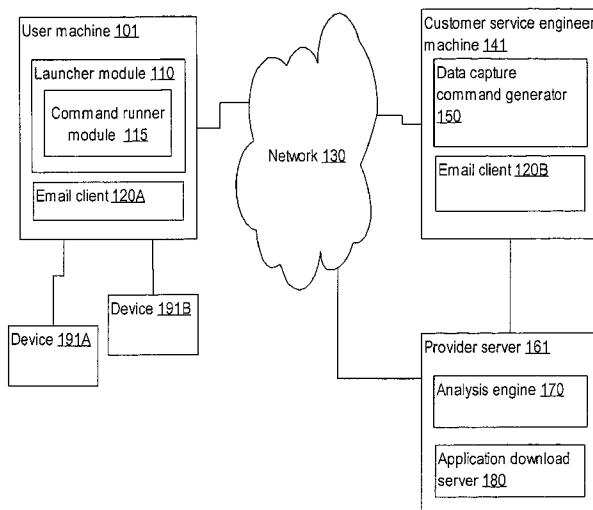 User machine 101
Launcher module 110
Command runner
module 115
Email client 120A
Device 191A
Device 191B
Network 130
Customer service engineer
machine 141
Data capture
command generator
150
Email client 120B
Provider server 161
Analysis engine 170
Application download
server 180